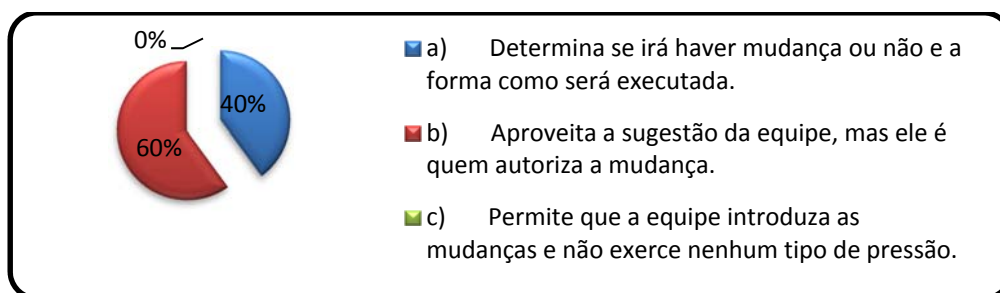 0%
40%
60%
a) Determina se irá haver mudança ou não e a
forma como será executada.
b) Aproveita a sugestão da equipe, mas ele é
quem autoriza a mudança.
c) Permite que a equipe introduza as
mudanças e não exerce nenhum tipo de pressão.